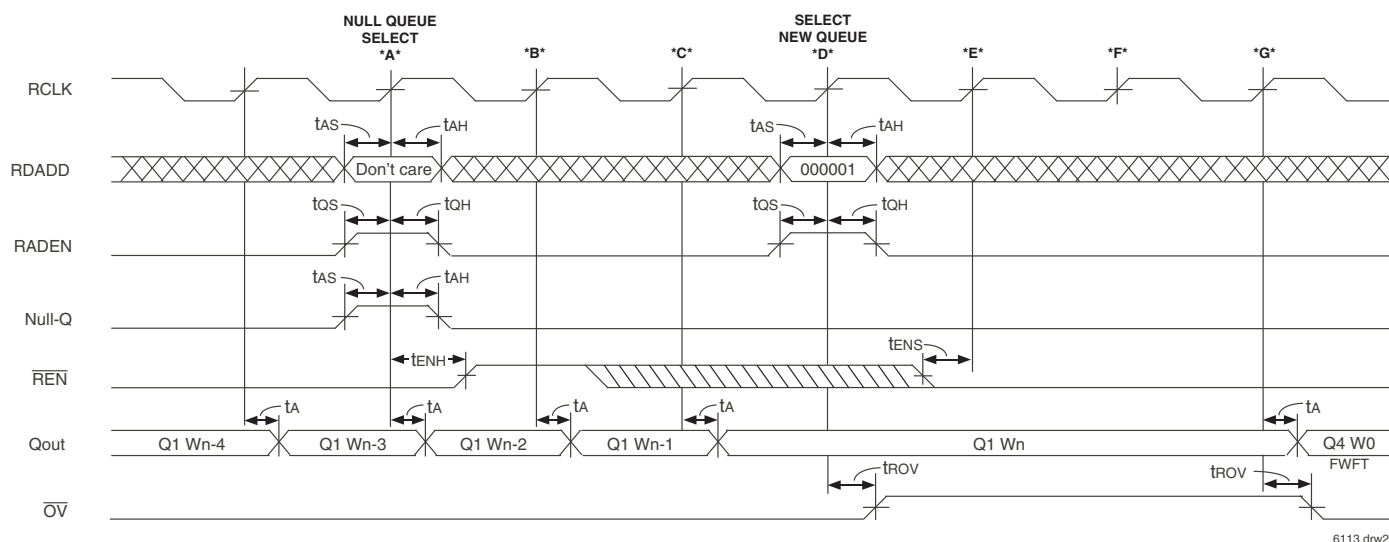 NULL QUEUE
SELECT
*A*
*B*
*C*
SELECT
NEW QUEUE
*D*
*E*
*F*
*G*
RCLK
tAS
tAH
tAS
tAH
RDADD
Don't care
000001
tQS
tQH
tQS
tQH
RADEN
tAS
tAH
Null-Q
tENH
tENS
REN
tA
tA
tA
tA
tA
Qout
Q1 Wn-4
Q1 Wn-3
Q1 Wn-2
Q1 Wn-1
Q1 Wn
Q4 W0
FWFT
tROV
tROV
OV
6113 drw2